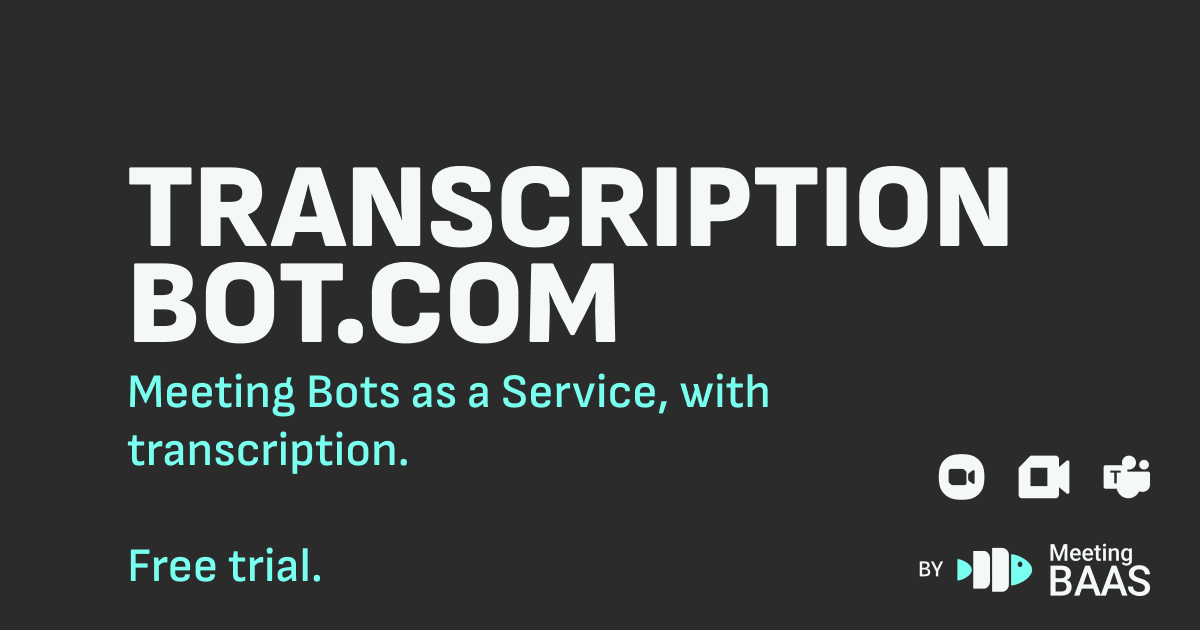 TRANSCRIPTION
BOT.COM
Meeting Bots as a Service, with
transcription.
Free trial.
T
BY
Meeting
BAAS